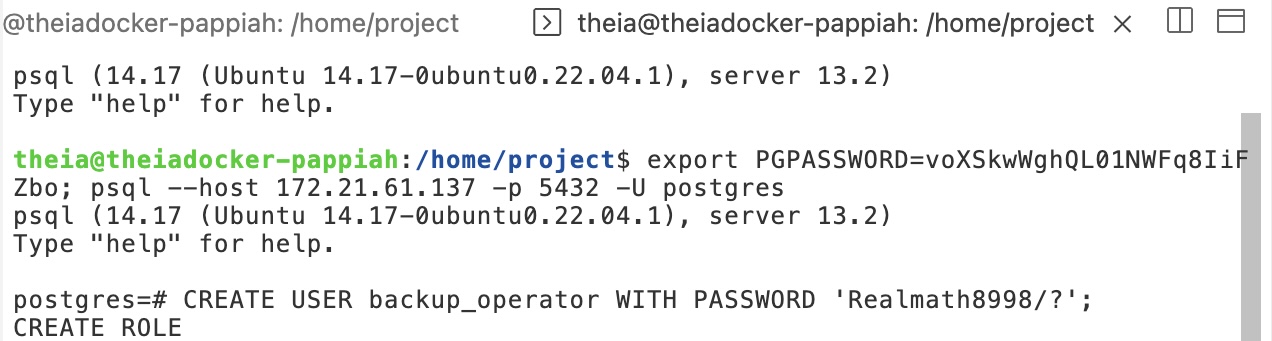 @theiadocker-pappiah: /home/project theia@theiadocker-pappiah: /home/project
psql (14.17 (Ubuntu 14.17-0ubuntu0.22.04.1), server 13.2)
Type "help" for help.
theia@theiadocker-pappiah:/home/project$ export PGPASSWORD=voXSkwWghQL01NWFq8IiF
Zbo; psql --host 172.21.61.137 -p 5432 -U postgres
psql (14.17 (Ubuntu 14.17-0ubuntu0.22.04.1), server 13.2)
Type "help" for help.
postgres=# CREATE USER backup_operator WITH PASSWORD 'Realmath8998/?';
CREATE ROLE